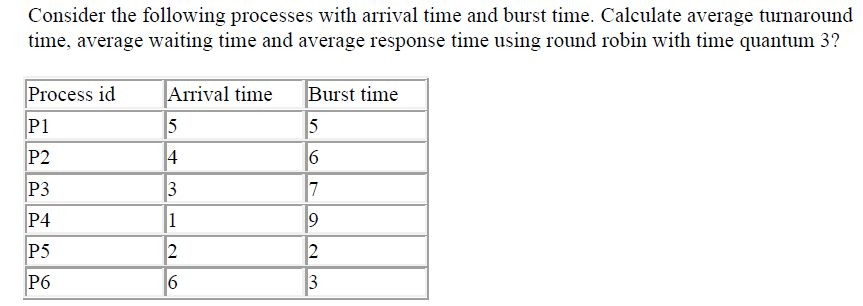 Consider the following processes with arrival time and burst time. Calculate average turnaround
time, average waiting time and average response time using round robin with time quantum 3?
Process id Arrival time Burst time
P1 5 5
P2 4 6
P3 3 7
P4 1 9
P5 2 2
P6 6 3